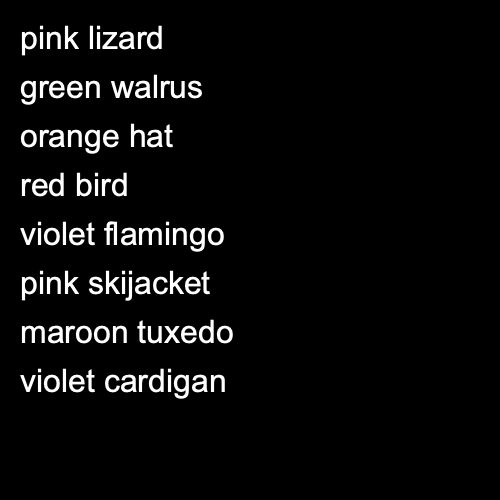 pink lizard
green walrus
orange hat
red bird
violet flamingo
pink skijacket
maroon tuxedo
violet cardigan